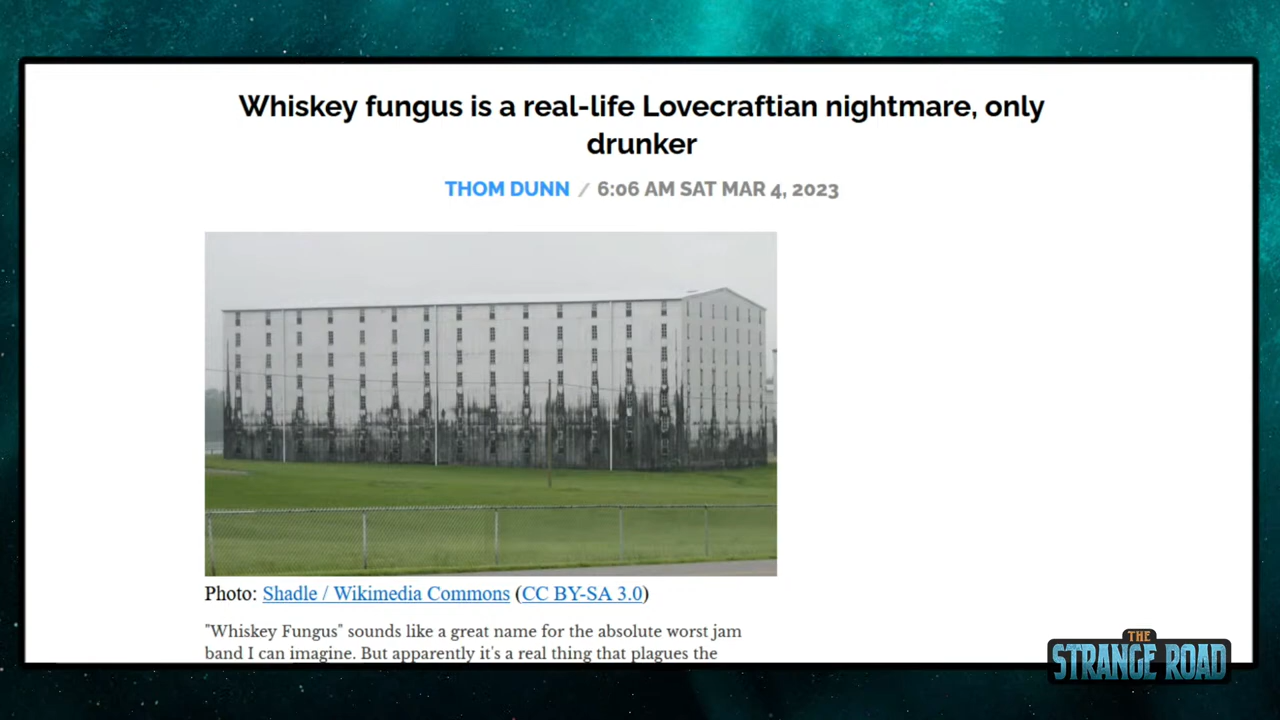 Whiskey fungus is a real-life Lovecraftian nightmare, only
drunker
THOM DUNN / 6:06 AM SAT MAR 4, 2023
Photo: Shadle / Wikimedia Commons (CC BY-SA 3.0)
"Whiskey Fungus" sounds like a great name for the absolute worst jam
band I can imagine. But apparently it's a real thing that plagues the
THE
STRANGE ROAD